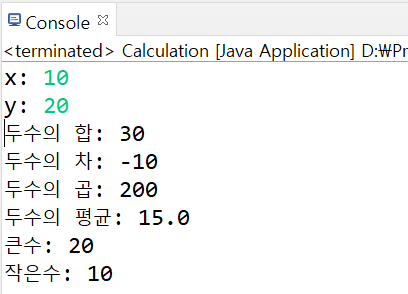 Console
<terminated> Calculation [Java Application] D:₩Pr
x: 10
y: 20
두수의 합: 30
두수의 차: -10
두수의 곱: 200
두수의 평균: 15.0
큰수: 20
작은수: 10